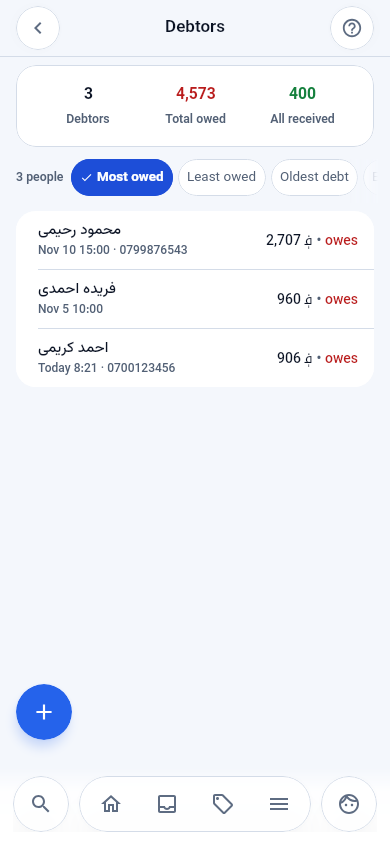 Debtors
3 4,573 400
Debtors Total owed All received
3 people Most owed Least owed Oldest debt
محمود رحیمی
2,707 ؋ • owes
Nov 10 15:00 · 0799876543
فریده احمدی
960 ؋ • owes
Nov 5 10:00
احمد کریمی
906 ؋ • owes
Today 8:21 · 0700123456